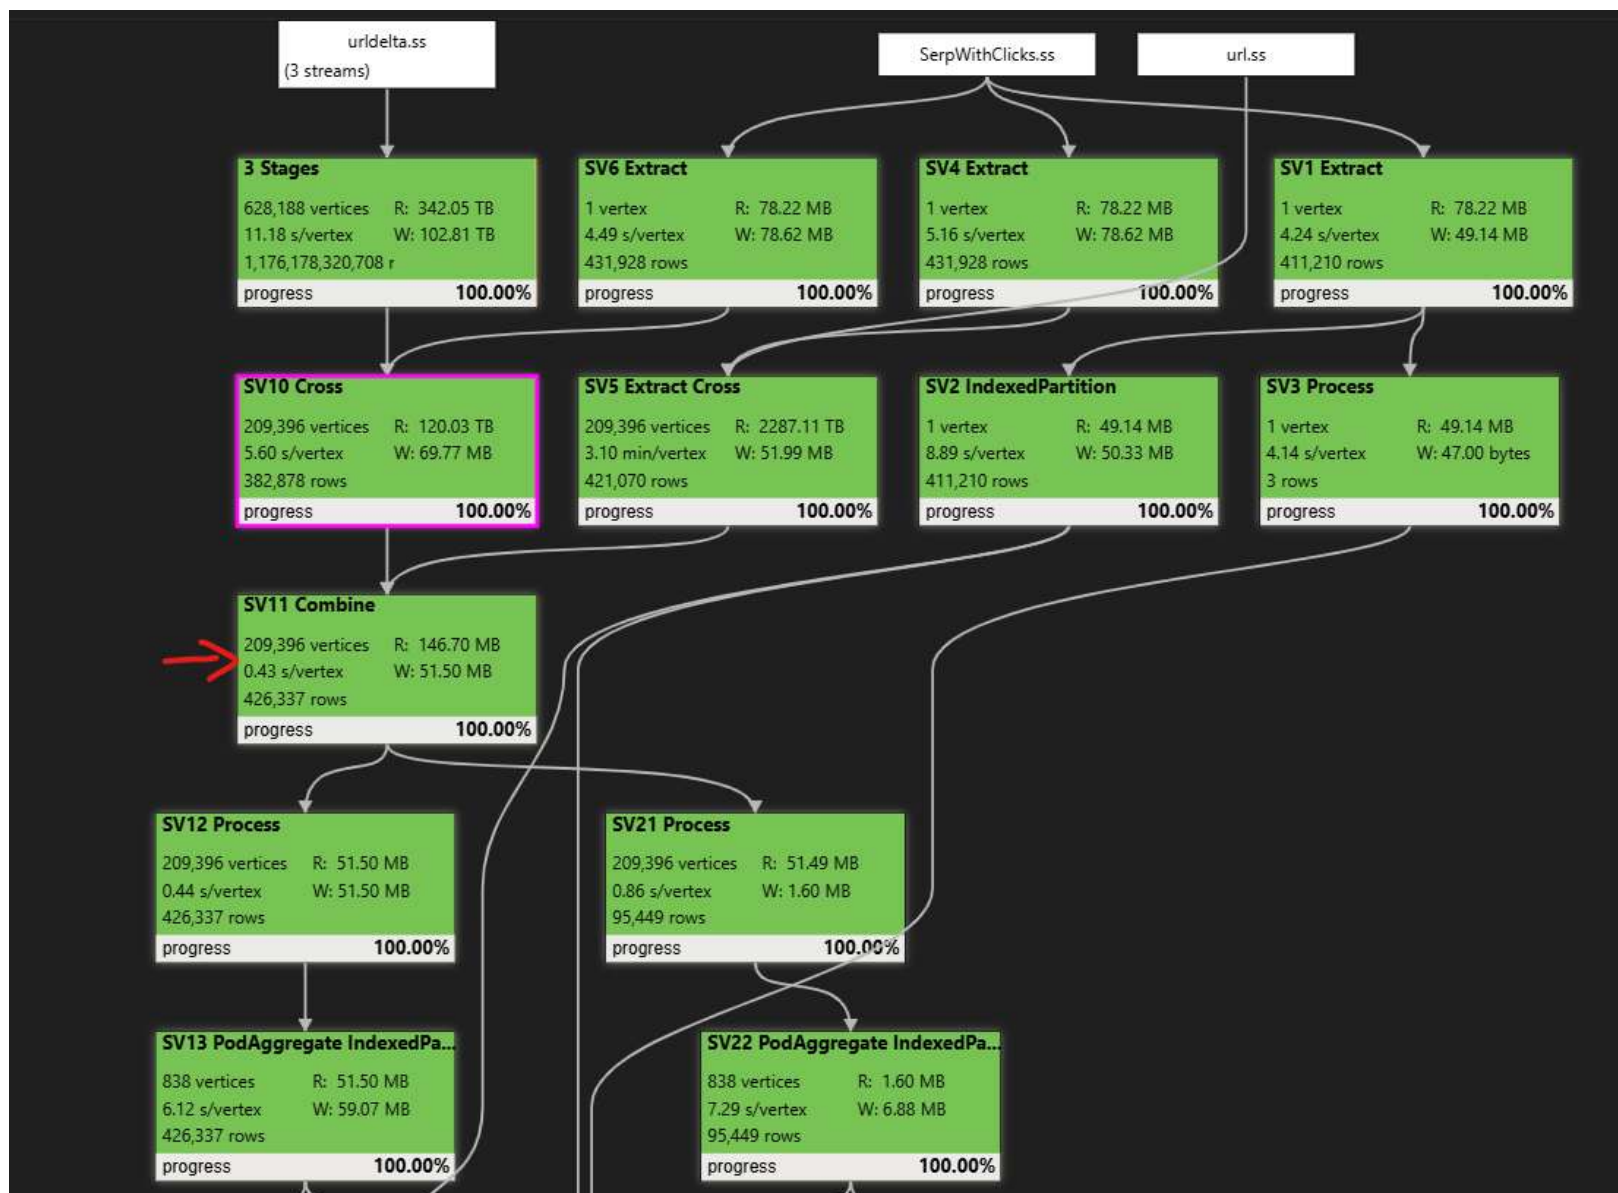 urldelta.ss
(3 streams)
SerpWithClicks.ss
url.ss
3 Stages
628,188 vertices R: 342.05 TB
11.18 s/vertex W: 102.81 TB
1,176,178,320,708 r
progress 100.00%
SV6 Extract
1 vertex R: 78.22 MB
4.49 s/vertex W: 78.62 MB
431,928 rows
progress 100.00%
SV4 Extract
1 vertex R: 78.22 MB
5.16 s/vertex W: 78.62 MB
431,928 rows
progress 100.00%
SV1 Extract
1 vertex R: 78.22 MB
4.24 s/vertex W: 49.14 MB
411,210 rows
progress 100.00%
SV10 Cross
209,396 vertices R: 120.03 TB
5.60 s/vertex W: 69.77 MB
382,878 rows
progress 100.00%
SV5 Extract Cross
209,396 vertices R: 2287.11 TB
3.10 min/vertex W: 51.99 MB
421,070 rows
progress 100.00%
SV2 IndexedPartition
1 vertex R: 49.14 MB
8.89 s/vertex W: 50.33 MB
411,210 rows
progress 100.00%
SV3 Process
1 vertex R: 49.14 MB
4.14 s/vertex W: 47.00 bytes
3 rows
progress 100.00%
SV11 Combine
209,396 vertices R: 146.70 MB
0.43 s/vertex W: 51.50 MB
426,337 rows
progress 100.00%
SV12 Process
209,396 vertices R: 51.50 MB
0.44 s/vertex W: 51.50 MB
426,337 rows
progress 100.00%
SV21 Process
209,396 vertices R: 51.49 MB
0.86 s/vertex W: 1.60 MB
95,449 rows
progress 100.00%
SV13 PodAggregate IndexedPa...
838 vertices R: 51.50 MB
6.12 s/vertex W: 59.07 MB
426,337 rows
progress 100.00%
SV22 PodAggregate IndexedPa...
838 vertices R: 1.60 MB
7.29 s/vertex W: 6.88 MB
95,449 rows
progress 100.00%